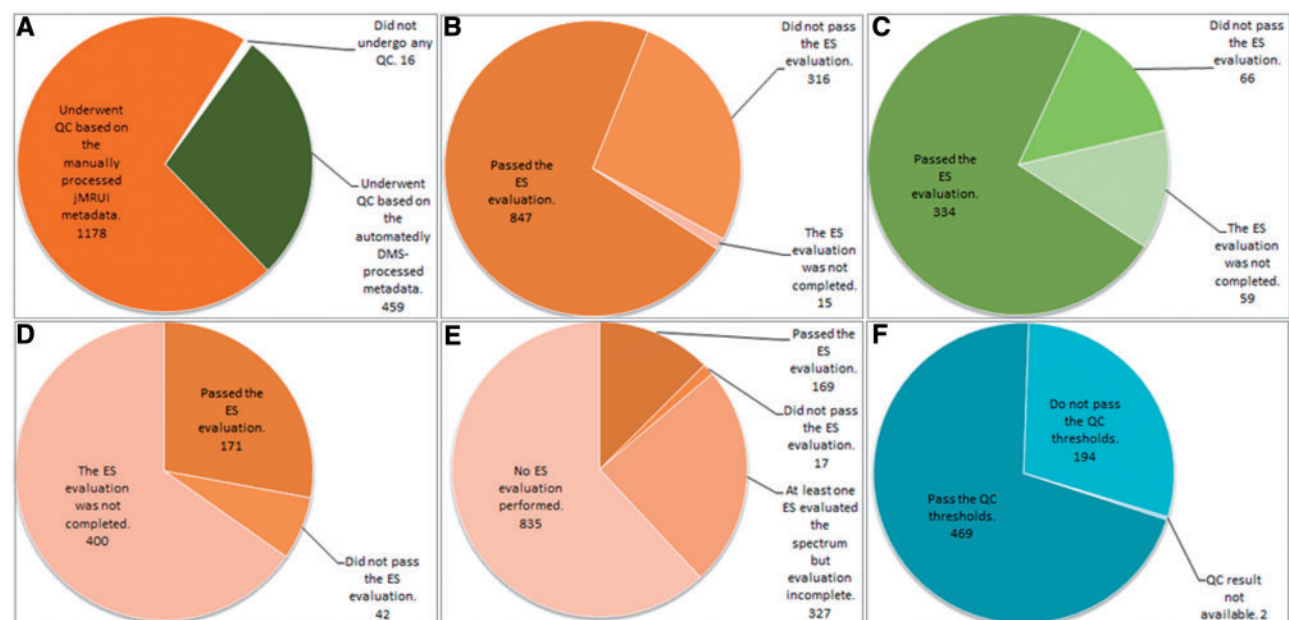 A
Did not
undergo any
QC. 16
Underwent
QC based on
the
manually
processed
jMRUI
metadata.
1178
Underwent
QC based on
the
automatedly
DMS-
processed
metadata.
459
B
Did not pass
the ES
evaluation.
316
Passed the
ES
evaluation.
847
The ES
evaluation
was not
completed.
15
C
Did not pass
the ES
evaluation.
66
Passed the
ES
evaluation.
334
The ES
evaluation
was not
completed.
59
D
Passed the
ES
evaluation.
171
The ES
evaluation
was not
completed.
400
Did not pass
the ES
evaluation.
42
E
Passed the
ES
evaluation.
169
Did not pass
the ES
evaluation.
17
No ES
evaluation
performed.
835
At least one
ES evaluated
the
spectrum
but
evaluation
incomplete.
327
F
Do not pass
the QC
thresholds.
194
Pass the QC
thresholds.
469
QC result
not
available. 2